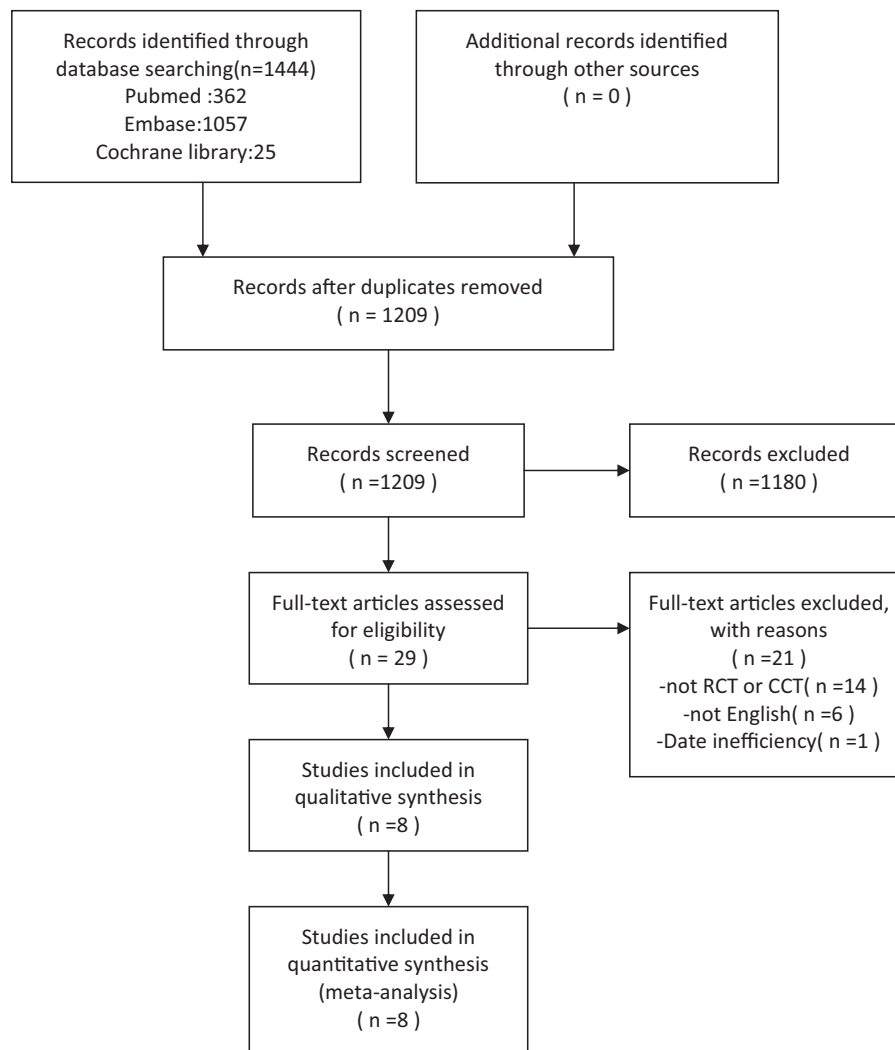 Records identified through
database searching(n=1444)
Pubmed :362
Embase:1057
Cochrane library:25
Additional records identified
through other sources
( n = 0 )
Records after duplicates removed
( n = 1209 )
Records screened
( n =1209 )
Records excluded
( n =1180 )
Full-text articles assessed
for eligibility
( n = 29 )
Full-text articles excluded,
with reasons
( n =21 )
-not RCT or CCT( n =14 )
-not English( n =6 )
-Date inefficiency( n =1 )
Studies included in
qualitative synthesis
( n =8 )
Studies included in
quantitative synthesis
(meta-analysis)
( n =8 )